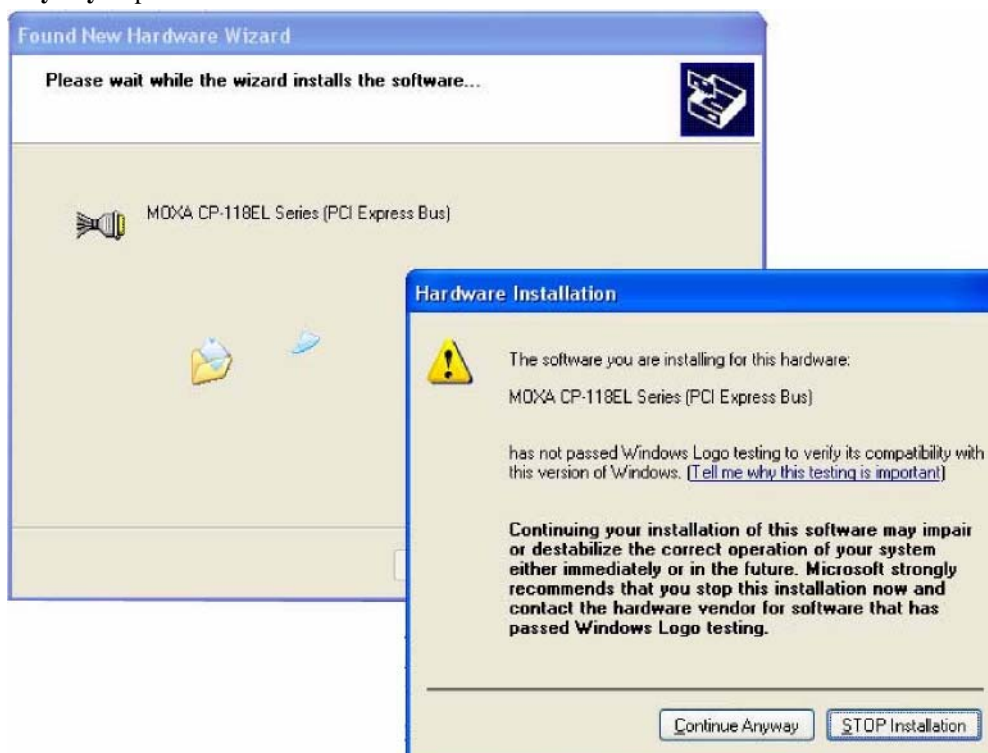 Found New Hardware Wizard
Please wait while the wizard installs the software...
MOXA CP-118EL Series (PCI Express Bus)
Hardware Installation
The software you are installing for this hardware:
MOXA CP-118EL Series (PCI Express Bus)
has not passed Windows Logo testing to verify its compatibility with
this version of Windows. (Tell me why this testing is important)
Continuing your installation of this software may impair
or destabilize the correct operation of your system
either immediately or in the future. Microsoft strongly
recommends that you stop this installation now and
contact the hardware vendor for software that has
passed Windows Logo testing.
Continue Anyway STOP Installation